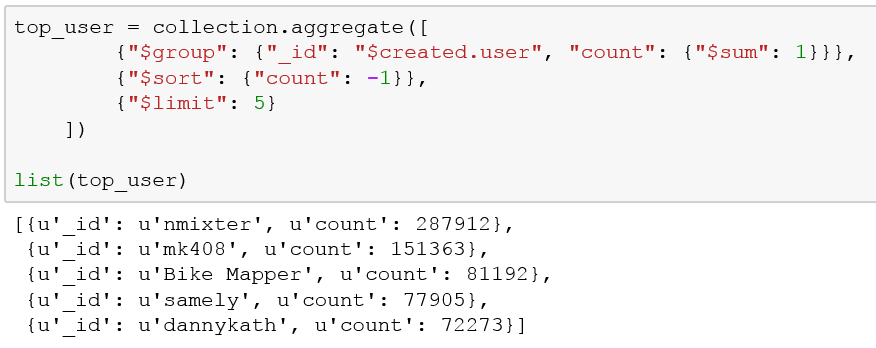 top_user = collection.aggregate([
        {"$group": {"_id": "$created.user", "count": {"$sum": 1}}},
        {"$sort": {"count": -1}},
        {"$limit": 5}
    ])

list(top_user)
[{u'_id': u'nmixter', u'count': 287912},
 {u'_id': u'mk408', u'count': 151363},
 {u'_id': u'Bike Mapper', u'count': 81192},
 {u'_id': u'samely', u'count': 77905},
 {u'_id': u'dannykath', u'count': 72273}]